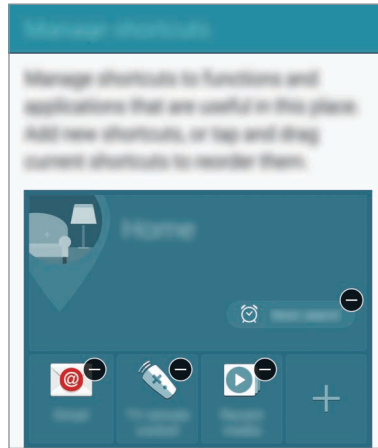 Manage shortcuts
Manage shortcuts to functions and
applications that are useful in this place.
Add new shortcuts, or tap and drag
current shortcuts to reorder them.
Home
Email